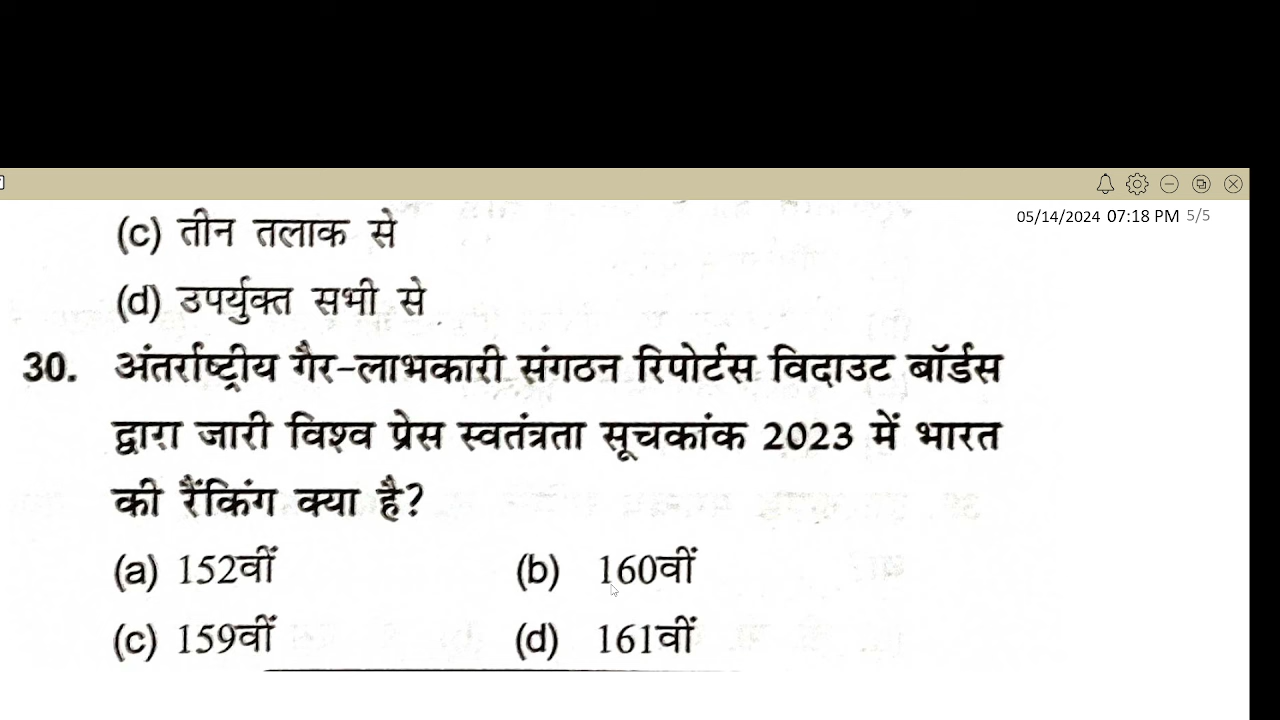 05/14/2024 07:18 PM 5/5
(c) तीन तलाक से
(d) उपर्युक्त सभी से
30. अंतर्राष्ट्रीय गैर-लाभकारी संगठन रिपोर्टस विदाउट बॉर्डस
द्वारा जारी विश्व प्रेस स्वतंत्रता सूचकांक 2023 में भारत
की रैंकिंग क्या है?
(a) 152वीं (b) 160वीं
(c) 159वीं (d) 161वीं